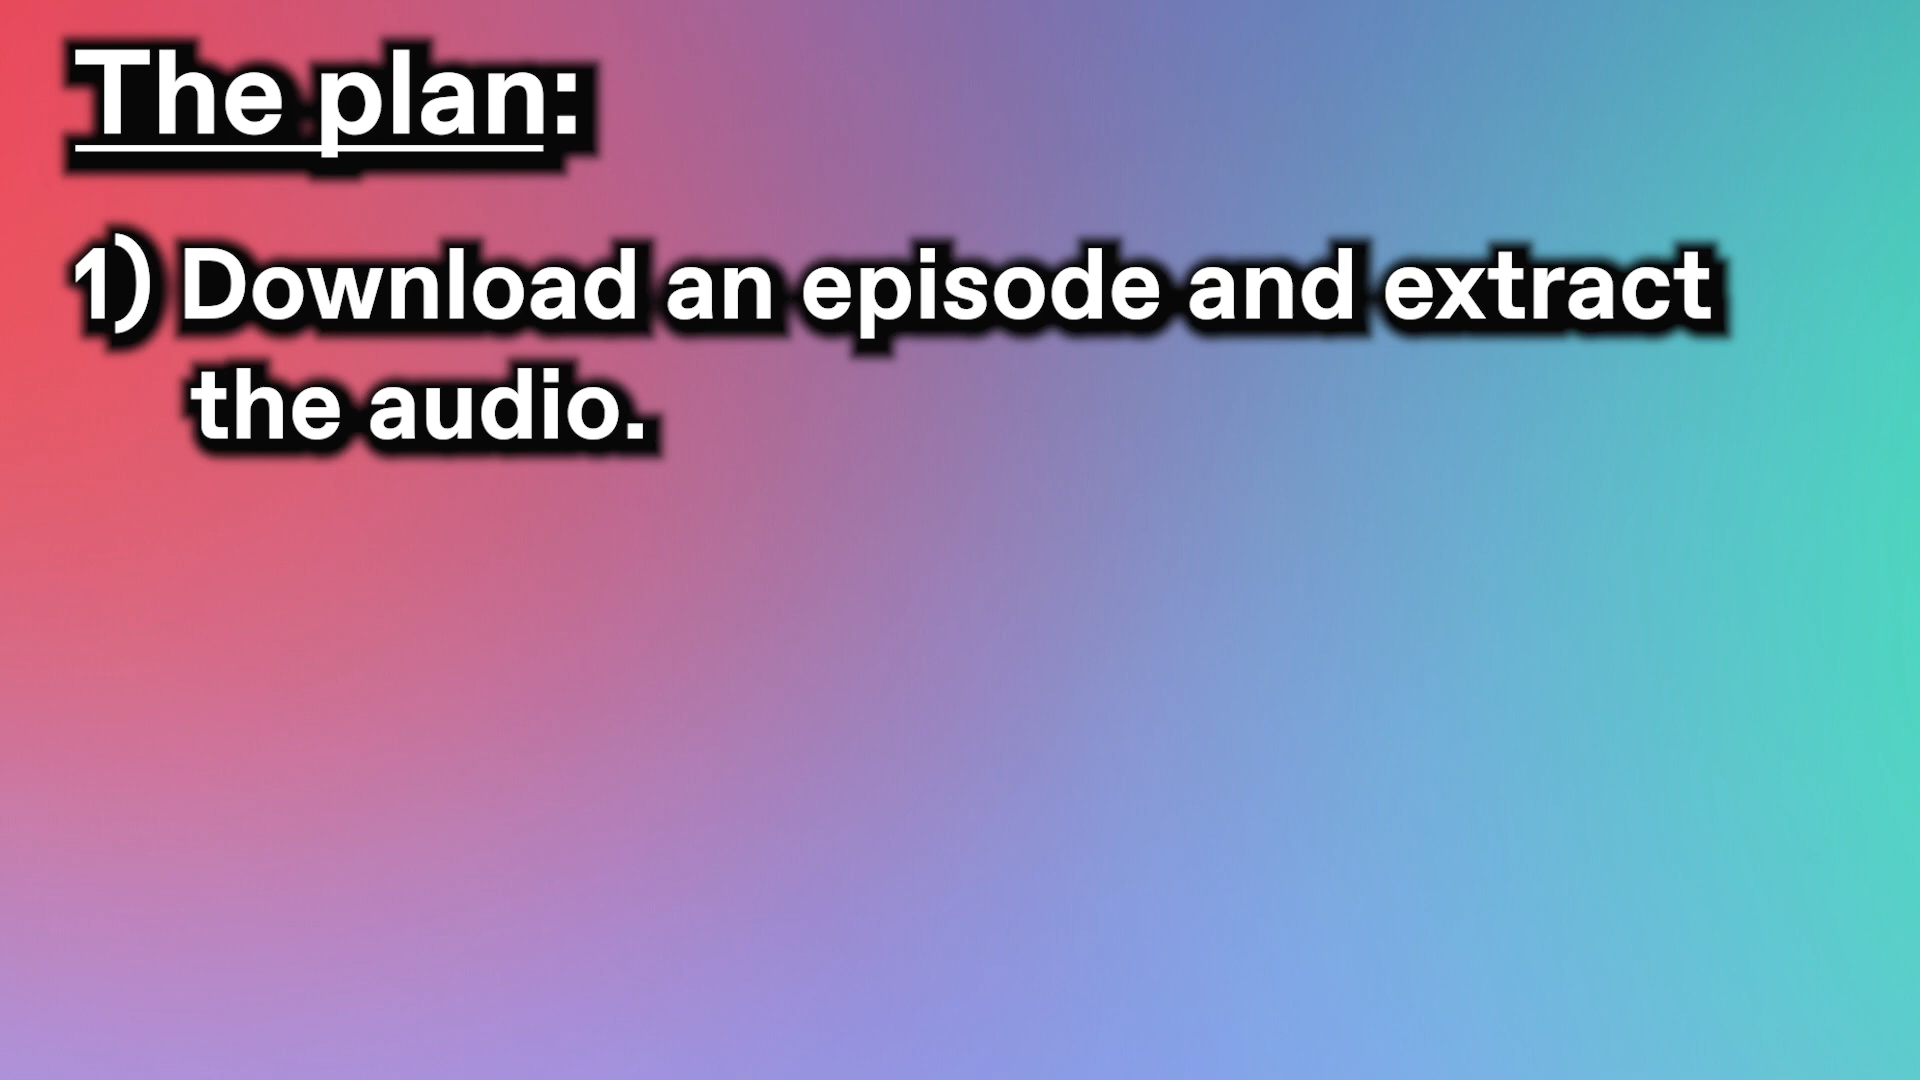 The plan:
1) Download an episode and extract
the audio.